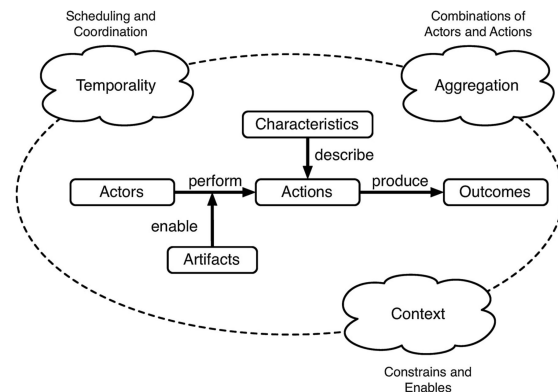 Scheduling and
Coordination
Combinations of
Actors and Actions
Temporality
Aggregation
Characteristics
describe
Actors
perform
Actions
produce
Outcomes
enable
Artifacts
Context
Constrains and
Enables